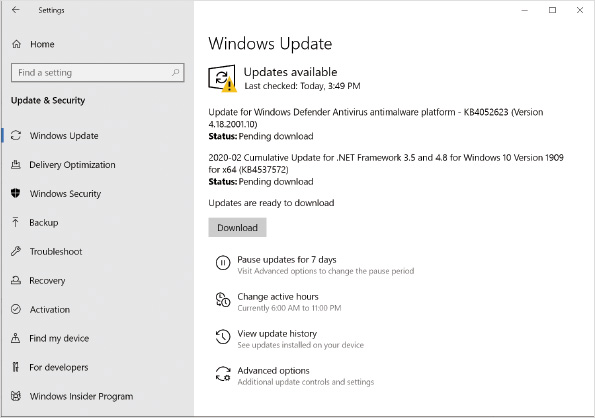 Settings
Home
Find a setting
Update & Security
Windows Update
Delivery Optimization
Windows Security
Backup
Troubleshoot
Recovery
Activation
Find my device
For developers
Windows Insider Program
Windows Update
Updates available
Last checked: Today, 3:49 PM
Update for Windows Defender Antivirus antimalware platform - KB4052623 (Version
4.18.2001.10)
Status: Pending download
2020-02 Cumulative Update for .NET Framework 3.5 and 4.8 for Windows 10 Version 1909
for x64 (KB4537572)
Status: Pending download
Updates are ready to download
Download
Pause updates for 7 days
Visit Advanced options to change the pause period
Change active hours
Currently 6:00 AM to 11:00 PM
View update history
See updates installed on your device
Advanced options
Additional update controls and settings